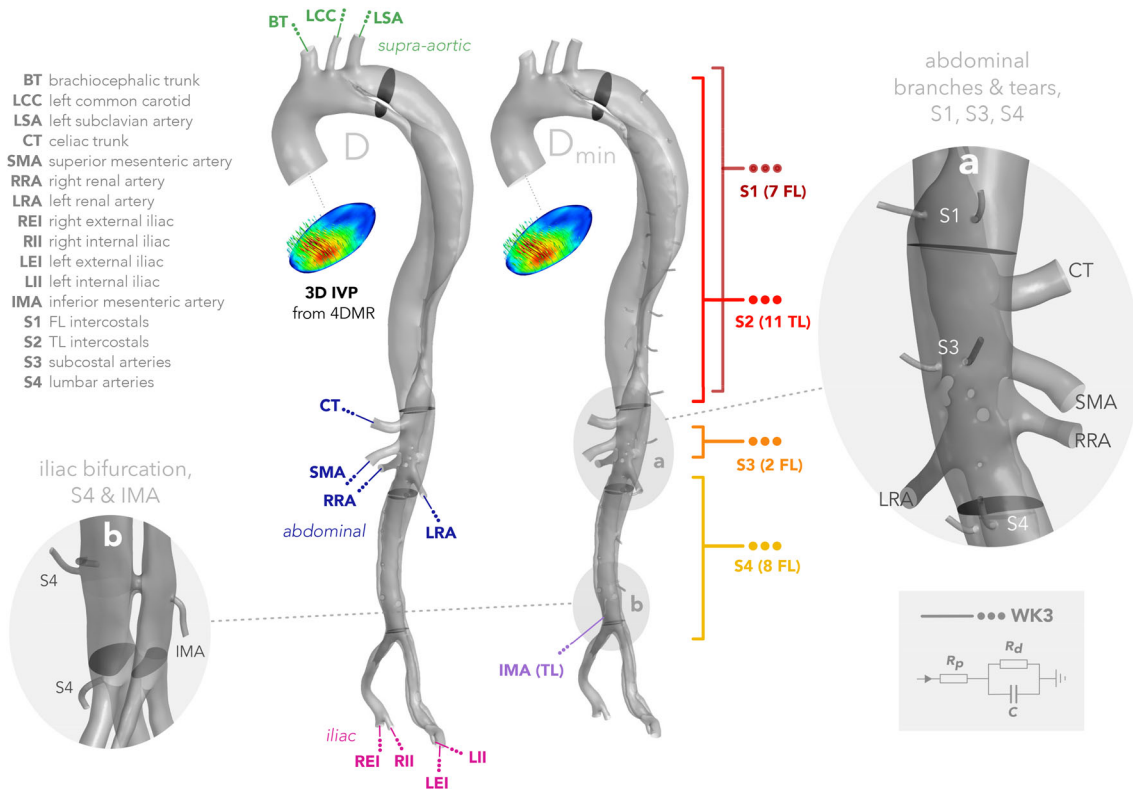 BT brachiocephalic trunk
LCC left common carotid
LSA left subclavian artery
CT celiac trunk
SMA superior mesenteric artery
RRA right renal artery
LRA left renal artery
REI right external iliac
RII right internal iliac
LEI left external iliac
LII left internal iliac
IMA inferior mesenteric artery
S1 FL intercostals
S2 TL intercostals
S3 subcostal arteries
S4 lumbar arteries
BT
LCC
LSA
supra-aortic
D
3D IVP
from 4DMR
CT
SMA
RRA
abdominal
LRA
iliac
REI
RII
LEI
LII
Dmin
S1 (7 FL)
S2 (11 TL)
S3 (2 FL)
S4 (8 FL)
a
b
IMA (TL)
abdominal
branches & tears,
S1, S3, S4
a
S1
CT
S3
SMA
RRA
LRA
S4
iliac bifurcation,
S4 & IMA
b
S4
IMA
S4
WK3
Rp
Rd
C